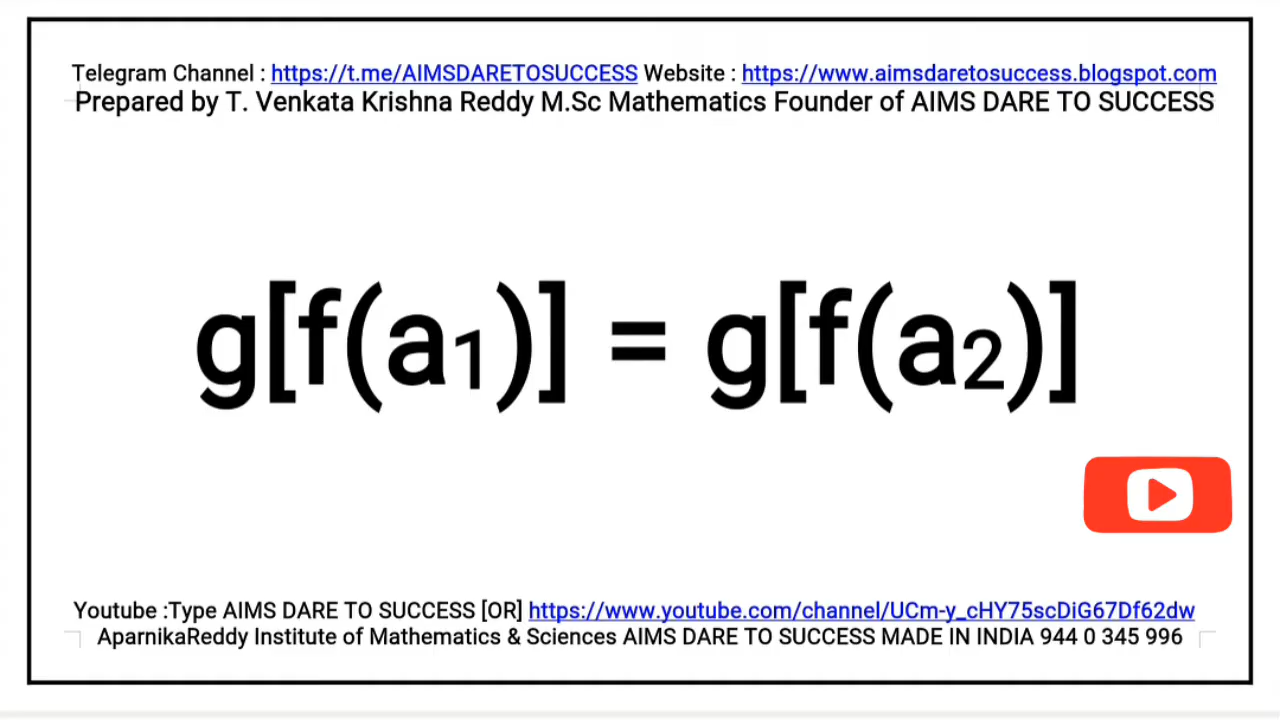 Telegram Channel : https://t.me/AIMSDARETOSUCCESS Website : https://www.aimsdaretosuccess.blogspot.com
Prepared by T. Venkata Krishna Reddy M.Sc Mathematics Founder of AIMS DARE TO SUCCESS
g[f(a1)] = g[f(a2)]
Youtube :Type AIMS DARE TO SUCCESS [OR] https://www.youtube.com/channel/UCm-y_cHY75scDiG67Df62dw
AparnikaReddy Institute of Mathematics & Sciences AIMS DARE TO SUCCESS MADE IN INDIA 944 0 345 996